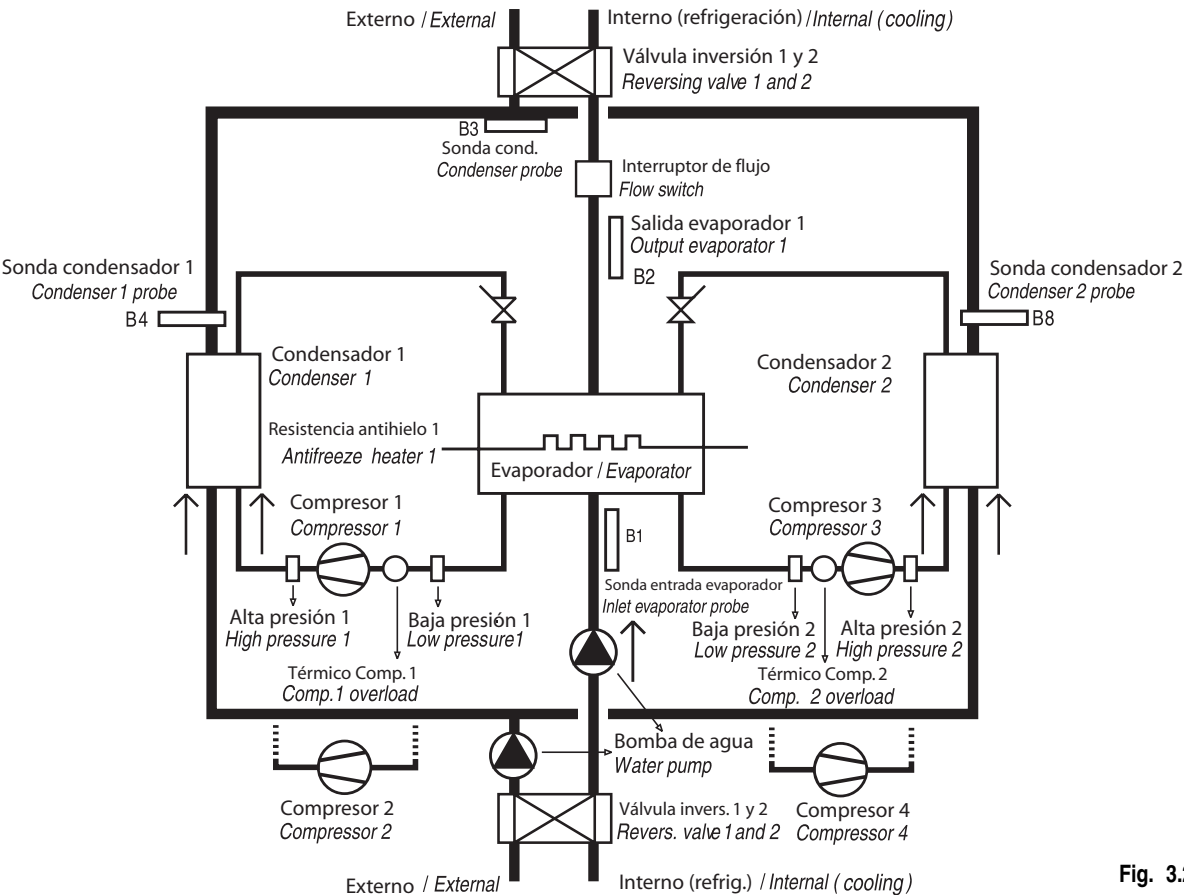 Externo / External
Interno (refrigeración) / Internal ( cooling)
Válvula inversión 1 y 2
Reversing valve 1 and 2
B3
Sonda cond.
Condenser probe
Interruptor de flujo
Flow switch
Salida evaporador 1
Output evaporator 1
B2
Sonda condensador 1
Condenser 1 probe
B4
Sonda condensador 2
Condenser 2 probe
B8
Condensador 1
Condenser 1
Condensador 2
Condenser 2
Resistencia antihielo 1
Antifreeze heater 1
Evaporador / Evaporator
Compresor 1
Compressor 1
Compresor 3
Compressor 3
B1
Sonda entrada evaporador
Inlet evaporator probe
Alta presión 1
High pressure 1
Baja presión 1
Low pressure1
Baja presión 2
Low pressure 2
Alta presión 2
High pressure 2
Térmico Comp. 1
Comp.1 overload
Térmico Comp. 2
Comp. 2 overload
Bomba de agua
Water pump
Compresor 2
Compressor 2
Válvula invers. 1 y 2
Revers. valve 1 and 2
Compresor 4
Compressor 4
Externo / External
Interno (refrig.) / Internal ( cooling)